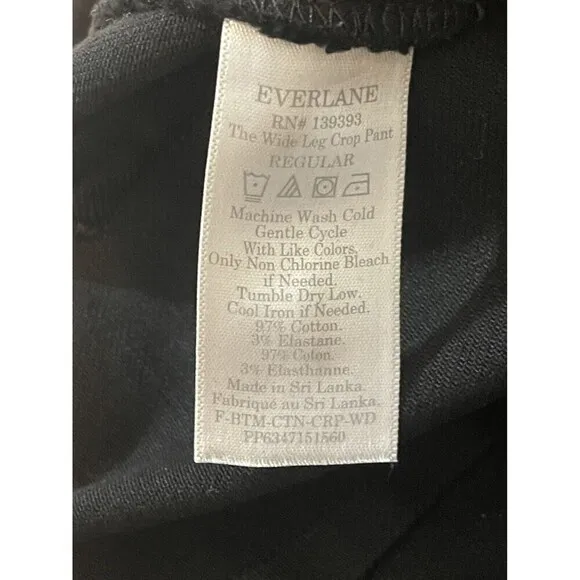 EVERLANE
RN# 139393
The Wide Leg Crop Pant
REGULAR
Machine Wash Cold
Gentle Cycle
With Like Colors.
Only Non Chlorine Bleach
if Needed.
Tumble Dry Low.
Cool Iron if Needed.
97% Cotton.
3% Elastane.
97% Coton.
3% Elasthanne.
Made in Sri Lanka.
Fabriqué au Sri Lanka.
F-BTM-CTN-CRP-WD
PP6347151560